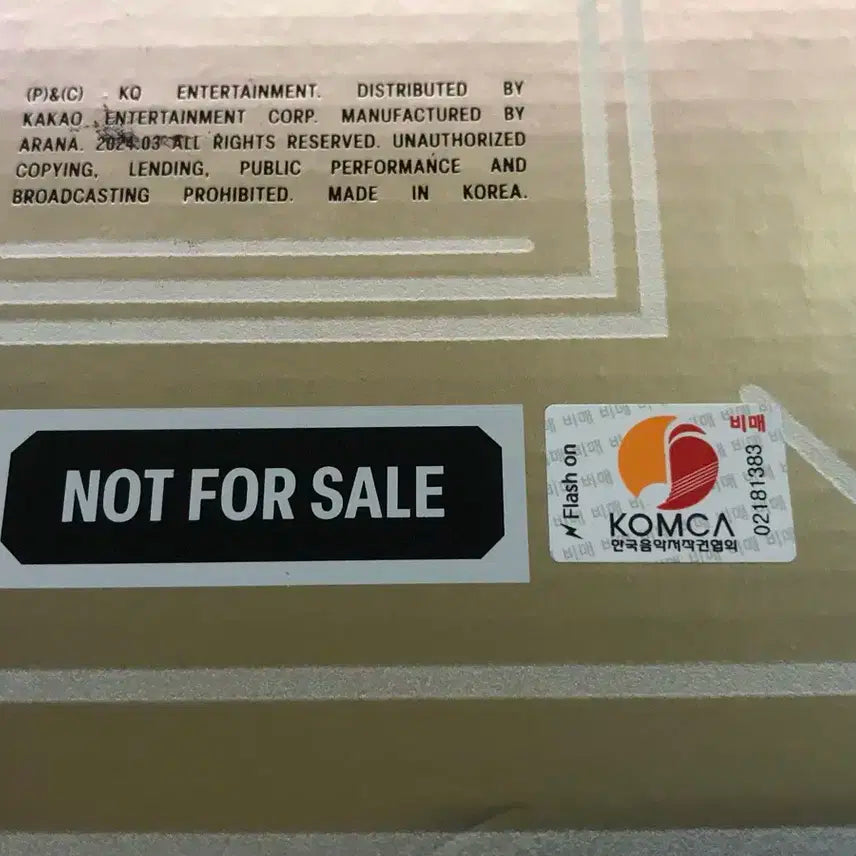 (P)&(C) KQ ENTERTAINMENT. DISTRIBUTED BY
KAKAO ENTERTAINMENT CORP. MANUFACTURED BY
ARANA. 2024.03 ALL RIGHTS RESERVED. UNAUTHORIZED
COPYING, LENDING, PUBLIC PERFORMANCE AND
BROADCASTING PROHIBITED. MADE IN KOREA.
NOT FOR SALE
Flash on
비매
KOMCA
한국음악저작권협회
02181383